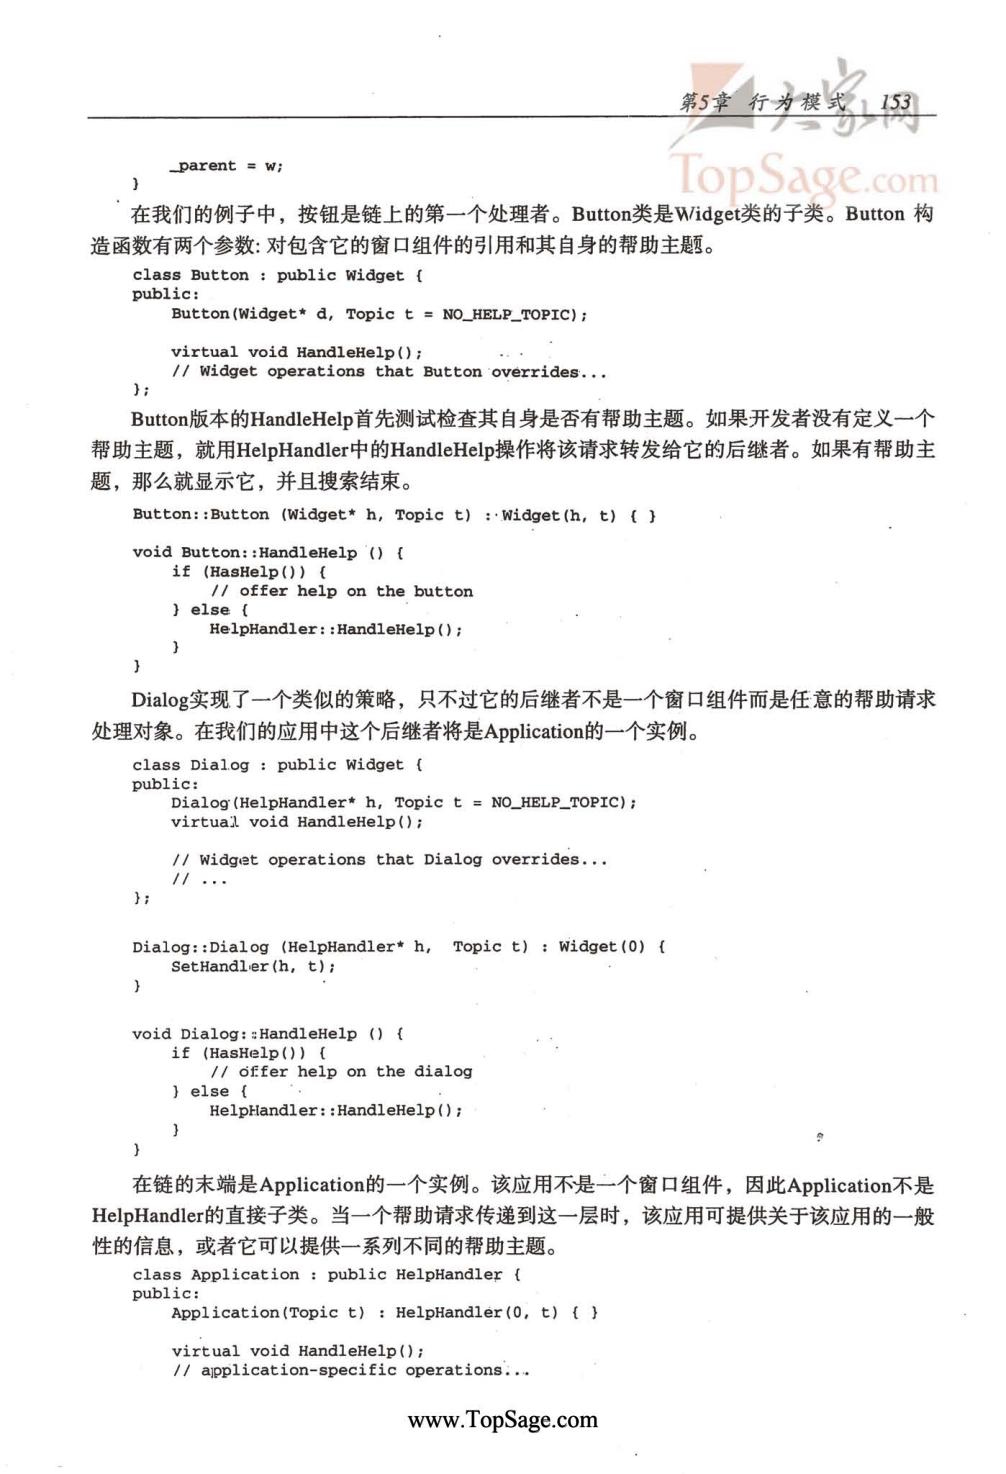 第5章 行为模式 153
大家网
TopSage.com
_parent = w;
}
在我们的例子中，按钮是链上的第一个处理者。Button类是Widget类的子类。Button 构
造函数有两个参数: 对包含它的窗口组件的引用和其自身的帮助主题。
class Button : public Widget {
public:
Button(Widget* d, Topic t = NO_HELP_TOPIC);
virtual void HandleHelp();
// Widget operations that Button overrides...
};
Button版本的HandleHelp首先测试检查其自身是否有帮助主题。如果开发者没有定义一个
帮助主题，就用HelpHandler中的HandleHelp操作将该请求转发给它的后继者。如果有帮助主
题，那么就显示它，并且搜索结束。
Button::Button (Widget* h, Topic t) : Widget(h, t) { }
void Button::HandleHelp () {
if (HasHelp()) {
// offer help on the button
} else {
HelpHandler::HandleHelp();
}
}
Dialog实现了一个类似的策略，只不过它的后继者不是一个窗口组件而是任意的帮助请求
处理对象。在我们的应用中这个后继者将是Application的一个实例。
class Dialog : public Widget {
public:
Dialog(HelpHandler* h, Topic t = NO_HELP_TOPIC);
virtual void HandleHelp();
// Widget operations that Dialog overrides...
// ...
};
Dialog::Dialog (HelpHandler* h, Topic t) : Widget(0) {
SetHandler(h, t);
}
void Dialog::HandleHelp () {
if (HasHelp()) {
// offer help on the dialog
} else {
HelpHandler::HandleHelp();
}
}
在链的末端是Application的一个实例。该应用不是一个窗口组件，因此Application不是
HelpHandler的直接子类。当一个帮助请求传递到这一层时，该应用可提供关于该应用的一般
性的信息，或者它可以提供一系列不同的帮助主题。
class Application : public HelpHandler {
public:
Application(Topic t) : HelpHandler(0, t) { }
virtual void HandleHelp();
// application-specific operations...
www.TopSage.com